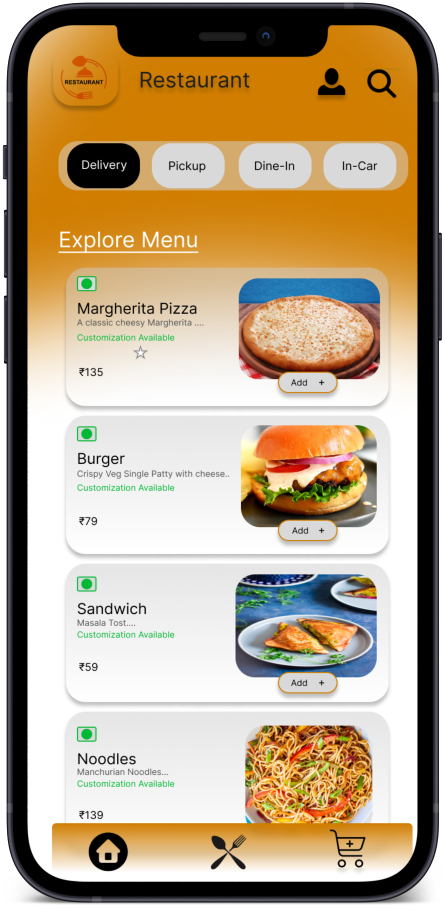 RESTAURANT
Restaurant
Delivery
Pickup
Dine-In
In-Car
Explore Menu
Margherita Pizza
A classic cheesy Margherita ....
Customization Available
₹135
Add +
Burger
Crispy Veg Single Patty with cheese..
Customization Available
₹79
Add +
Sandwich
Masala Tost....
Customization Available
₹59
Add +
Noodles
Manchurian Noodles...
Customization Available
₹139